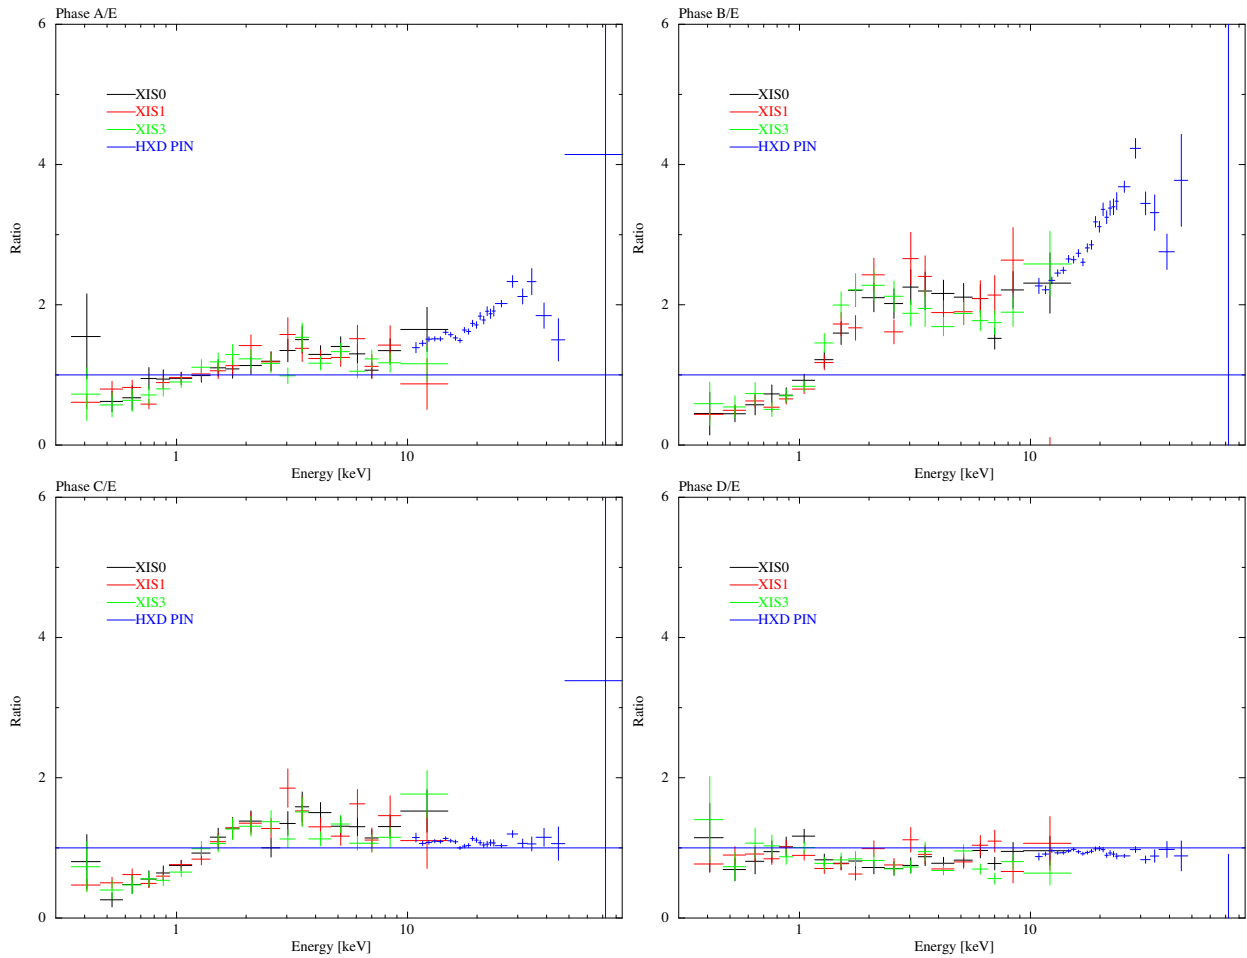 Phase A/E
6
4
2
0
Ratio
XIS0
XIS1
XIS3
HXD PIN
1
10
Energy [keV]
Phase B/E
6
4
2
0
Ratio
XIS0
XIS1
XIS3
HXD PIN
1
10
Energy [keV]
Phase C/E
6
4
2
0
Ratio
XIS0
XIS1
XIS3
HXD PIN
1
10
Energy [keV]
Phase D/E
6
4
2
0
Ratio
XIS0
XIS1
XIS3
HXD PIN
1
10
Energy [keV]